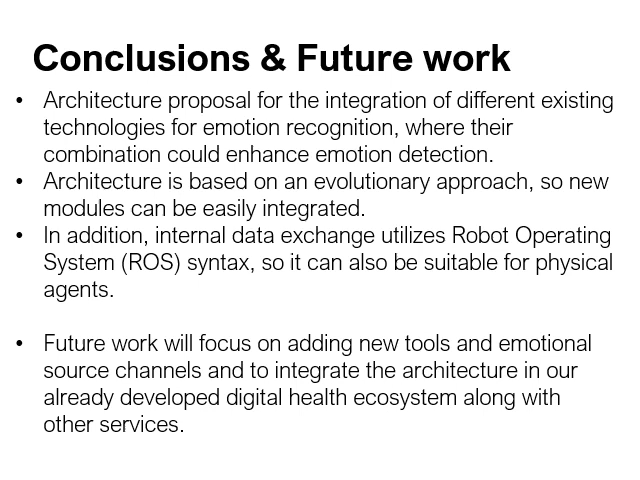 Conclusions & Future work
• Architecture proposal for the integration of different existing
technologies for emotion recognition, where their
combination could enhance emotion detection.
• Architecture is based on an evolutionary approach, so new
modules can be easily integrated.
• In addition, internal data exchange utilizes Robot Operating
System (ROS) syntax, so it can also be suitable for physical
agents.
• Future work will focus on adding new tools and emotional
source channels and to integrate the architecture in our
already developed digital health ecosystem along with
other services.